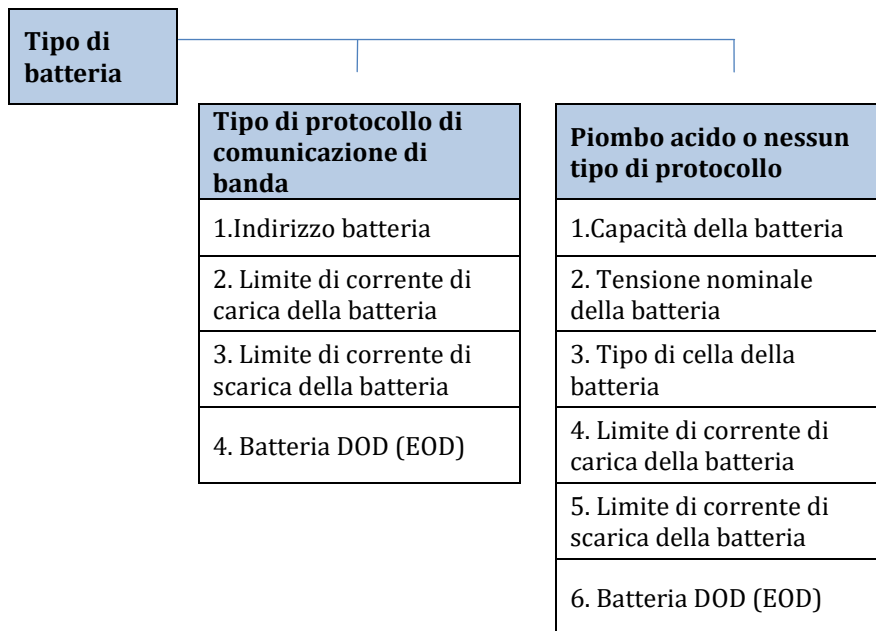 Tipo di
batteria
Tipo di protocollo di
comunicazione di
banda
1.Indirizzo batteria
2. Limite di corrente di
carica della batteria
3. Limite di corrente di
scarica della batteria
4. Batteria DOD (EOD)
Piombo acido o nessun
tipo di protocollo
1.Capacità della batteria
2. Tensione nominale
della batteria
3. Tipo di cella della
batteria
4. Limite di corrente di
carica della batteria
5. Limite di corrente di
scarica della batteria
6. Batteria DOD (EOD)